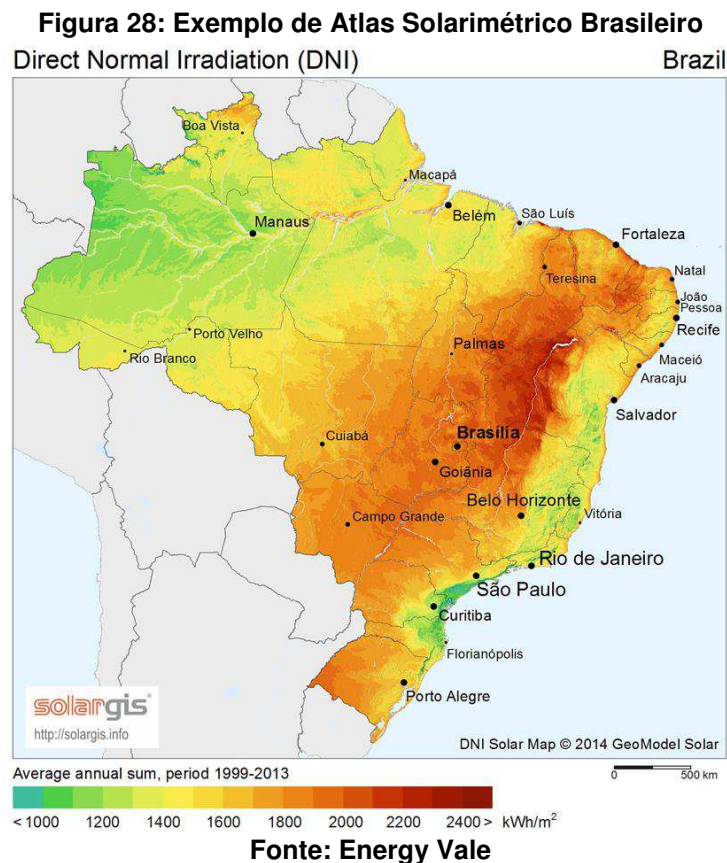 Figura 28: Exemplo de Atlas Solarimétrico Brasileiro
Direct Normal Irradiation (DNI) Brazil
Boa Vista
Macapá
Belém
São Luís
Manaus
Fortaleza
Teresina
Natal
João
Pessoa
Recife
Porto Velho
Palmas
Rio Branco
Maceió
Aracaju
Salvador
Cuiabá
Brasília
Goiânia
Belo Horizonte
Vitória
Campo Grande
Rio de Janeiro
São Paulo
Curitiba
Florianópolis
Porto Alegre
solargis
http://solargis.info
DNI Solar Map © 2014 GeoModel Solar
Average annual sum, period 1999-2013
0 500 km
< 1000 1200 1400 1600 1800 2000 2200 2400 > kWh/m²
Fonte: Energy Vale